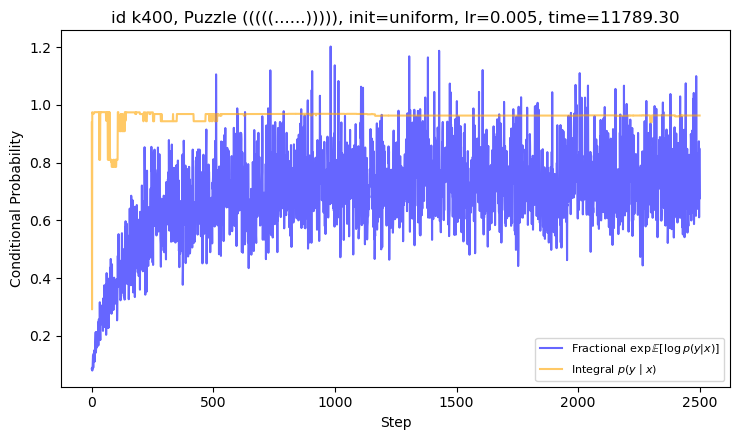 id k400, Puzzle (((((......))))), init=uniform, lr=0.005, time=11789.30
Conditional Probability
1.2
1.0
0.8
0.6
0.4
0.2
Fractional exp𝔼[log p(y|x)]
Integral p(y | x)
0 500 1000 1500 2000 2500
Step